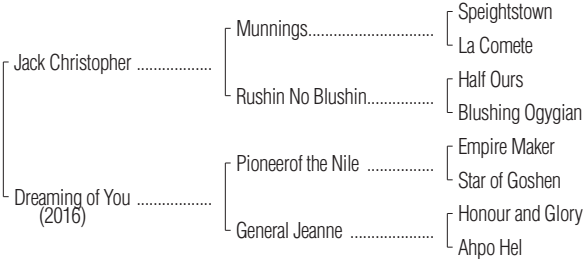 Speightstown
Munnings..............................
La Comete
Jack Christopher ..................
Half Ours
Rushin No Blushin................
Blushing Ogygian
Empire Maker
Pioneerof the Nile ................
Star of Goshen
Dreaming of You ..................
(2016)
Honour and Glory
General Jeanne ....................
Ahpo Hel